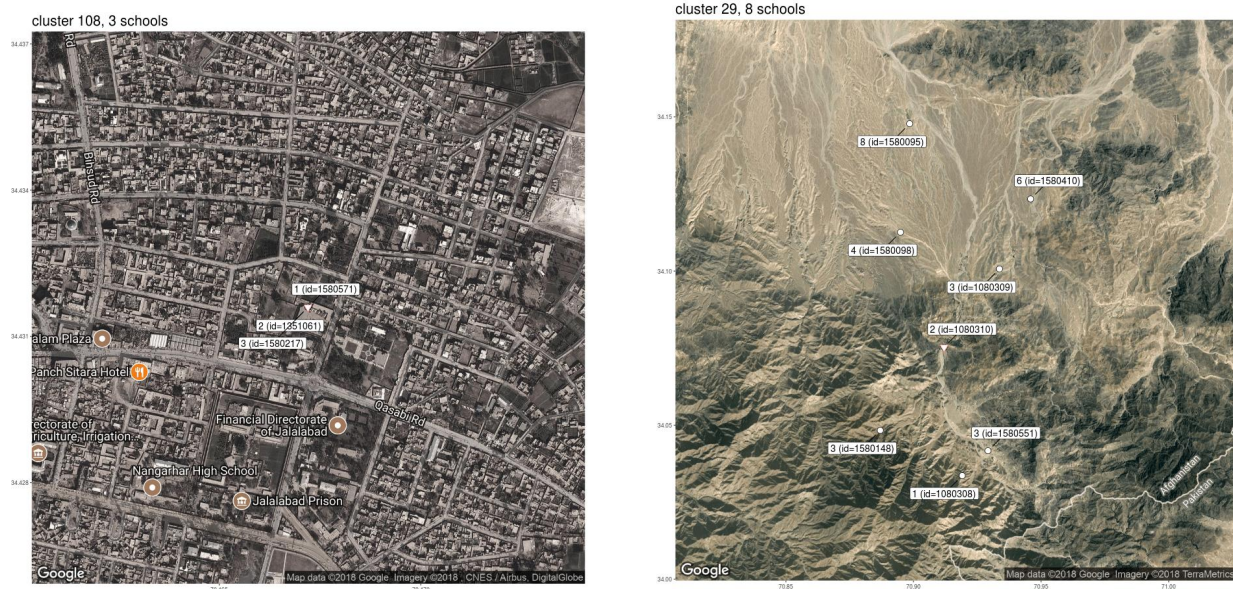 cluster 108, 3 schools
34.437
Rd
Binsud Rd
34.434
1 (id=1580571)
2 (id=1351061)
34.431
3 (id=1580217)
alam Plaza
Panch Sitara Hotel
Qasabi Rd
Financial Directorate
of Jalalabad
rectorate of
riculture, Irrigation...
Nangarhar High School
34.428
Jalalabad Prison
Google
Map data ©2018 Google Imagery ©2018 , CNES / Airbus, DigitalGlobe
cluster 29, 8 schools
34.15
8 (id=1580095)
6 (id=1580410)
4 (id=1580098)
34.10
3 (id=1080309)
2 (id=1080310)
34.05
3 (id=1580551)
3 (id=1580148)
1 (id=1080308)
Afghanistan
Pakistan
34.00
Google
Map data ©2018 Google Imagery ©2018 TerraMetrics
70.85
70.90
70.95
71.00